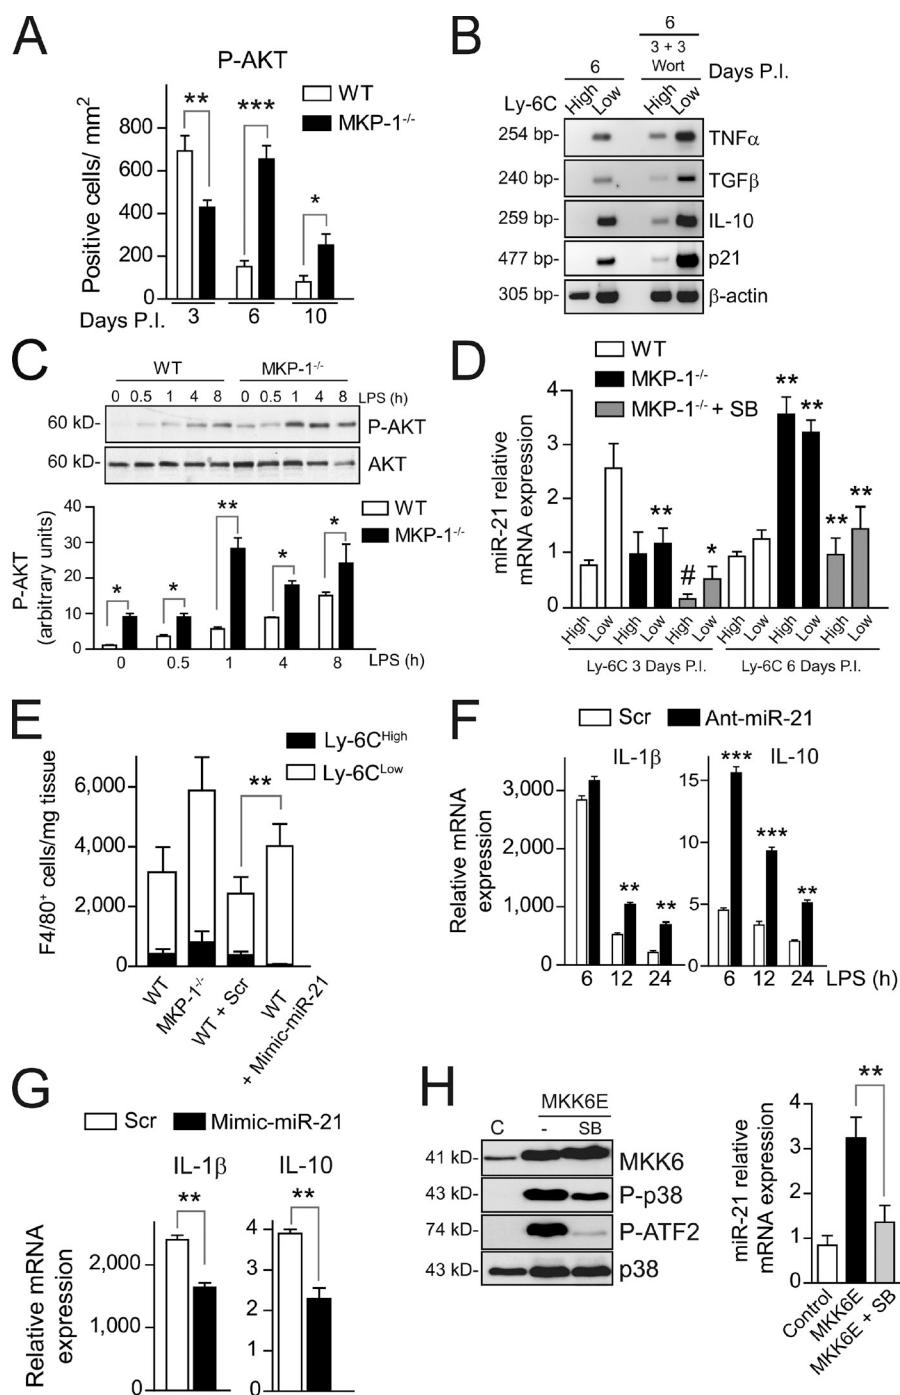 A
P-AKT
WT
MKP-1-/-
Positive cells/ mm2
800
600
400
200
0
**
***
*
Days P.I.
3
6
10
B
6
6
3 + 3
Wort
Days P.I.
Ly-6C
High
Low
High
Low
254 bp-
TNFα
240 bp-
TGFβ
259 bp-
IL-10
477 bp-
p21
305 bp-
β-actin
C
WT
MKP-1-/-
0 0.5 1 4 8 0 0.5 1 4 8 LPS (h)
60 kD-
P-AKT
60 kD-
AKT
WT
MKP-1-/-
P-AKT
(arbitrary units)
40
30
20
10
0
*
*
**
*
*
0 0.5 1 4 8 LPS (h)
D
WT
MKP-1-/-
MKP-1-/- + SB
miR-21 relative
mRNA expression
4
3
2
1
0
**
#
*
**
**
**
**
High Low High Low High Low High Low High Low High Low
Ly-6C 3 Days P.I.
Ly-6C 6 Days P.I.
E
Ly-6CHigh
Ly-6CLow
F4/80+ cells/mg tissue
6,000
4,000
2,000
0
**
WT
MKP-1-/-
WT + Scr
WT
+ Mimic-miR-21
F
Scr
Ant-miR-21
IL-1β
IL-10
Relative mRNA
expression
3,000
2,000
1,000
0
**
**
15
10
5
0
***
***
**
6 12 24 6 12 24 LPS (h)
G
Scr
Mimic-miR-21
IL-1β
IL-10
Relative mRNA
expression
2,000
1,000
0
**
4
3
2
1
0
**
H
MKK6E
C - SB
41 kD-
MKK6
43 kD-
P-p38
74 kD-
P-ATF2
43 kD-
p38
miR-21 relative
mRNA expression
4
3
2
1
0
**
Control
MKK6E
MKK6E + SB